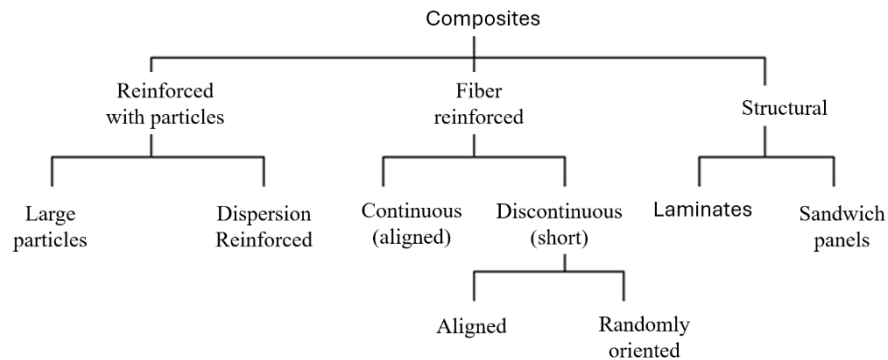 Composites
Reinforced
with particles
Fiber
reinforced
Structural
Large
particles
Dispersion
Reinforced
Continuous
(aligned)
Discontinuous
(short)
Laminates
Sandwich
panels
Aligned
Randomly
oriented